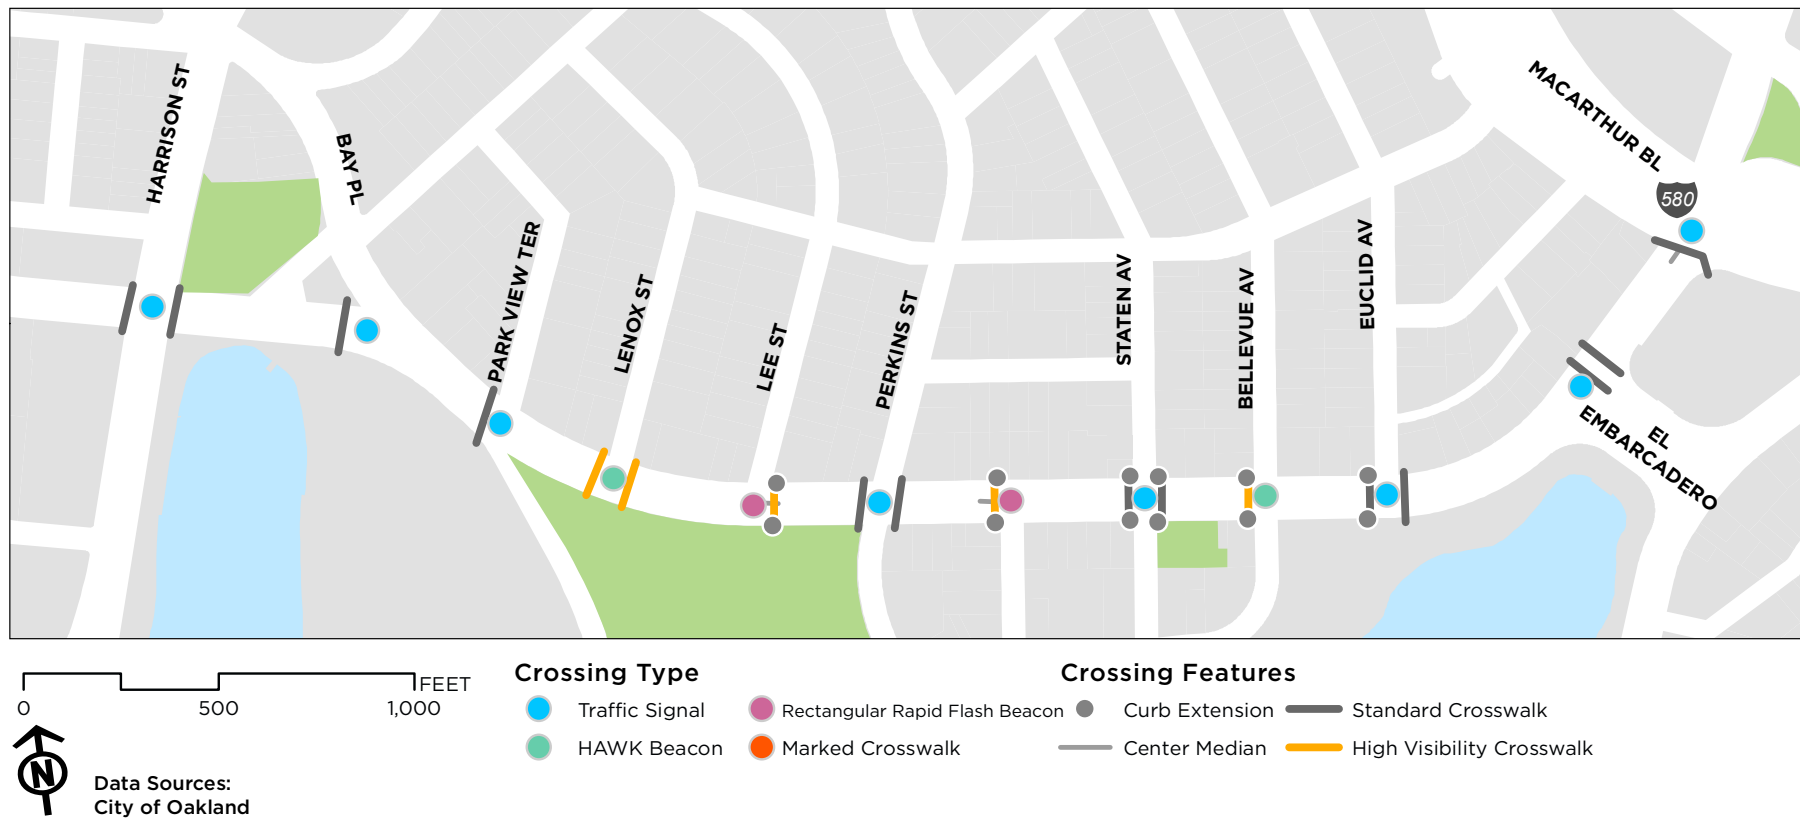 HARRISON ST
BAY PL
PARK VIEW TER
LENOX ST
LEE ST
PERKINS ST
STATEN AV
BELLEVUE AV
EUCLID AV
MACARTHUR BL
580
EL
EMBARCADERO
0
500
1,000
FEET
N
Data Sources:
City of Oakland
Crossing Type
Traffic Signal
HAWK Beacon
Rectangular Rapid Flash Beacon
Marked Crosswalk
Crossing Features
Curb Extension
Center Median
Standard Crosswalk
High Visibility Crosswalk